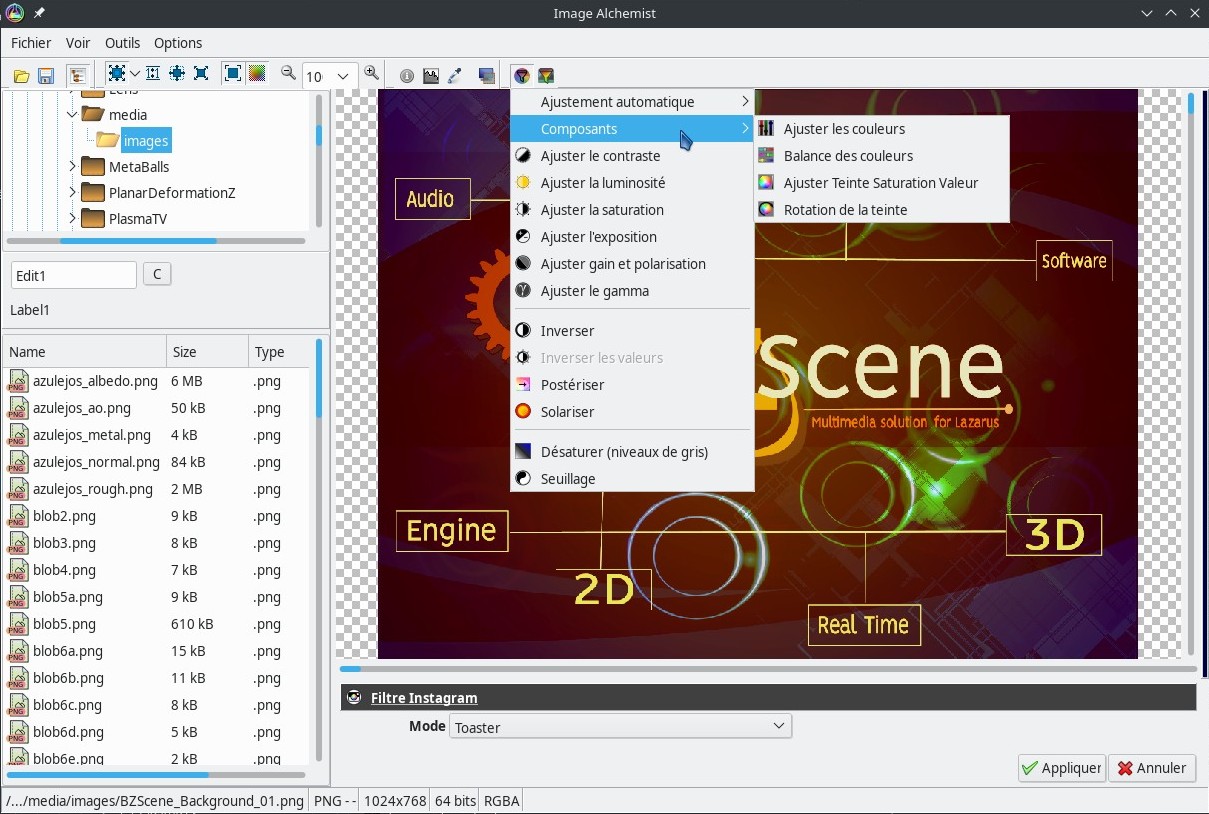 Image Alchemist
Fichier Voir Outils Options
10
Lens
media
images
MetaBalls
PlanarDeformationZ
PlasmaTV
Edit1 C
Label1
Name Size Type
azulejos_albedo.png 6 MB .png
azulejos_ao.png 50 kB .png
azulejos_metal.png 4 kB .png
azulejos_normal.png 84 kB .png
azulejos_rough.png 2 MB .png
blob2.png 9 kB .png
blob3.png 8 kB .png
blob4.png 7 kB .png
blob5a.png 9 kB .png
blob5.png 610 kB .png
blob6a.png 15 kB .png
blob6b.png 11 kB .png
blob6c.png 8 kB .png
blob6d.png 5 kB .png
blob6e.png 2 kB .png
Ajustement automatique
Composants
Ajuster le contraste
Ajuster la luminosité
Ajuster la saturation
Ajuster l'exposition
Ajuster gain et polarisation
Ajuster le gamma
Inverser
Inverser les valeurs
Postériser
Solariser
Désaturer (niveaux de gris)
Seuillage
Ajuster les couleurs
Balance des couleurs
Ajuster Teinte Saturation Valeur
Rotation de la teinte
Audio
Software
Scene
Multimedia solution for Lazarus
Engine
3D
2D
Real Time
Filtre Instagram
Mode Toaster
Appliquer Annuler
/.../media/images/BZScene_Background_01.png PNG - - 1024x768 64 bits RGBA